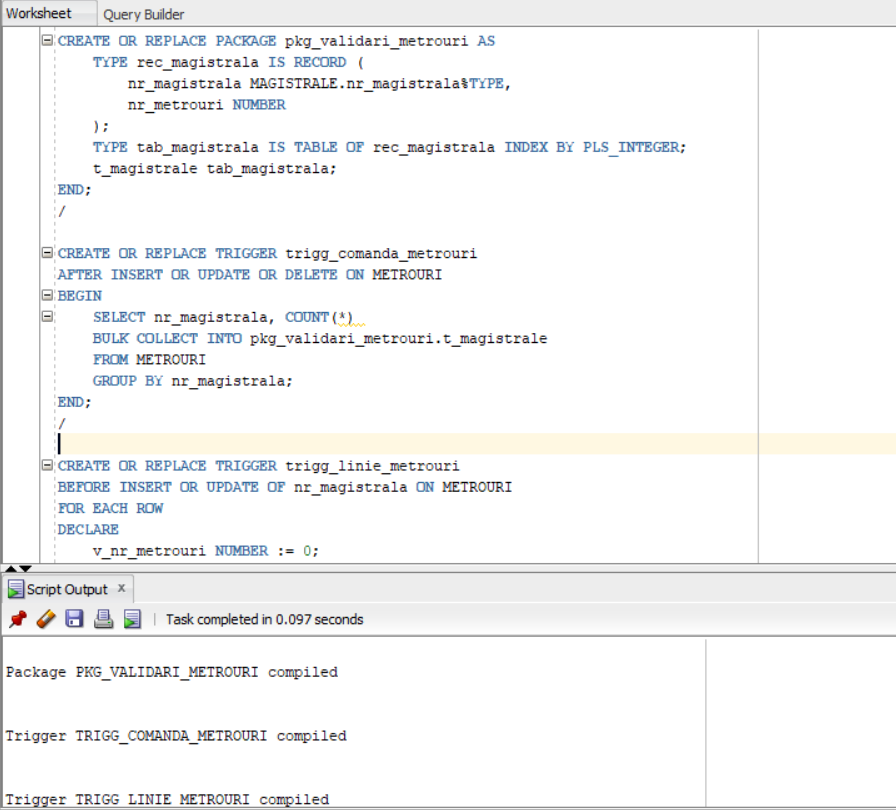 Worksheet Query Builder
CREATE OR REPLACE PACKAGE pkg_validari_metrouri AS
    TYPE rec_magistrala IS RECORD (
        nr_magistrala MAGISTRALE.nr_magistrala%TYPE,
        nr_metrouri NUMBER
    );
    TYPE tab_magistrala IS TABLE OF rec_magistrala INDEX BY PLS_INTEGER;
    t_magistrale tab_magistrala;
END;
/
CREATE OR REPLACE TRIGGER trigg_comanda_metrouri
AFTER INSERT OR UPDATE OR DELETE ON METROURI
BEGIN
    SELECT nr_magistrala, COUNT(*)
    BULK COLLECT INTO pkg_validari_metrouri.t_magistrale
    FROM METROURI
    GROUP BY nr_magistrala;
END;
/
CREATE OR REPLACE TRIGGER trigg_linie_metrouri
BEFORE INSERT OR UPDATE OF nr_magistrala ON METROURI
FOR EACH ROW
DECLARE
    v_nr_metrouri NUMBER := 0;
Script Output x
Task completed in 0.097 seconds
Package PKG_VALIDARI_METROURI compiled
Trigger TRIGG_COMANDA_METROURI compiled
Trigger TRIGG_LINIE_METROURI compiled